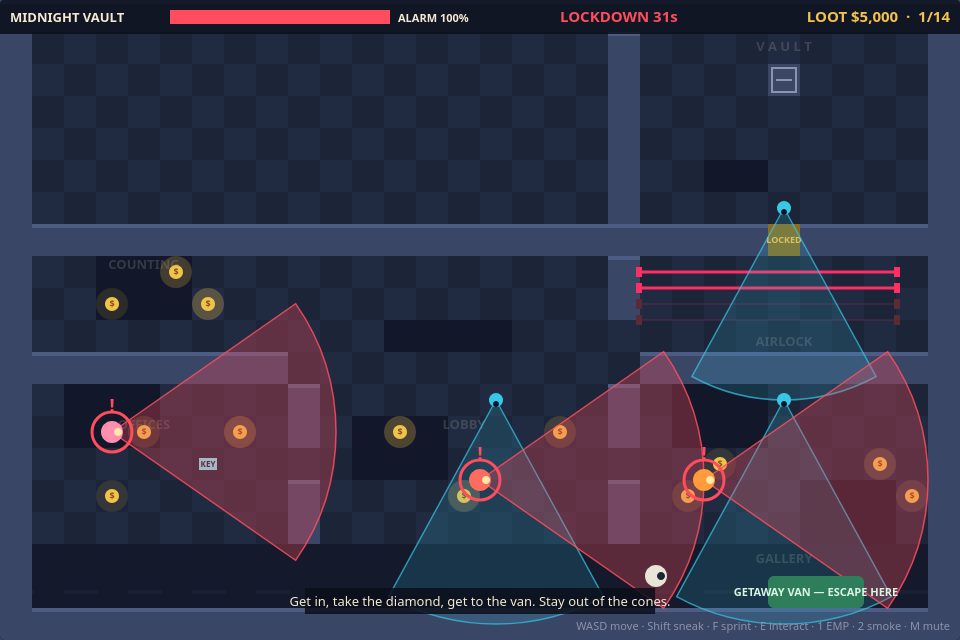 MIDNIGHT VAULT
ALARM 100%
LOCKDOWN 31s
LOOT $5,000 · 1/14
VAULT
LOCKED
COUNTING
$
$
$
AIRLOCK
!
$
$
$
LOBBY
$
!
!
KEY
$
$
$
$
$
$
GALLERY
GETAWAY VAN — ESCAPE HERE
Get in, take the diamond, get to the van. Stay out of the cones.
WASD move · Shift sneak · F sprint · E interact · 1 EMP · 2 smoke · M mute